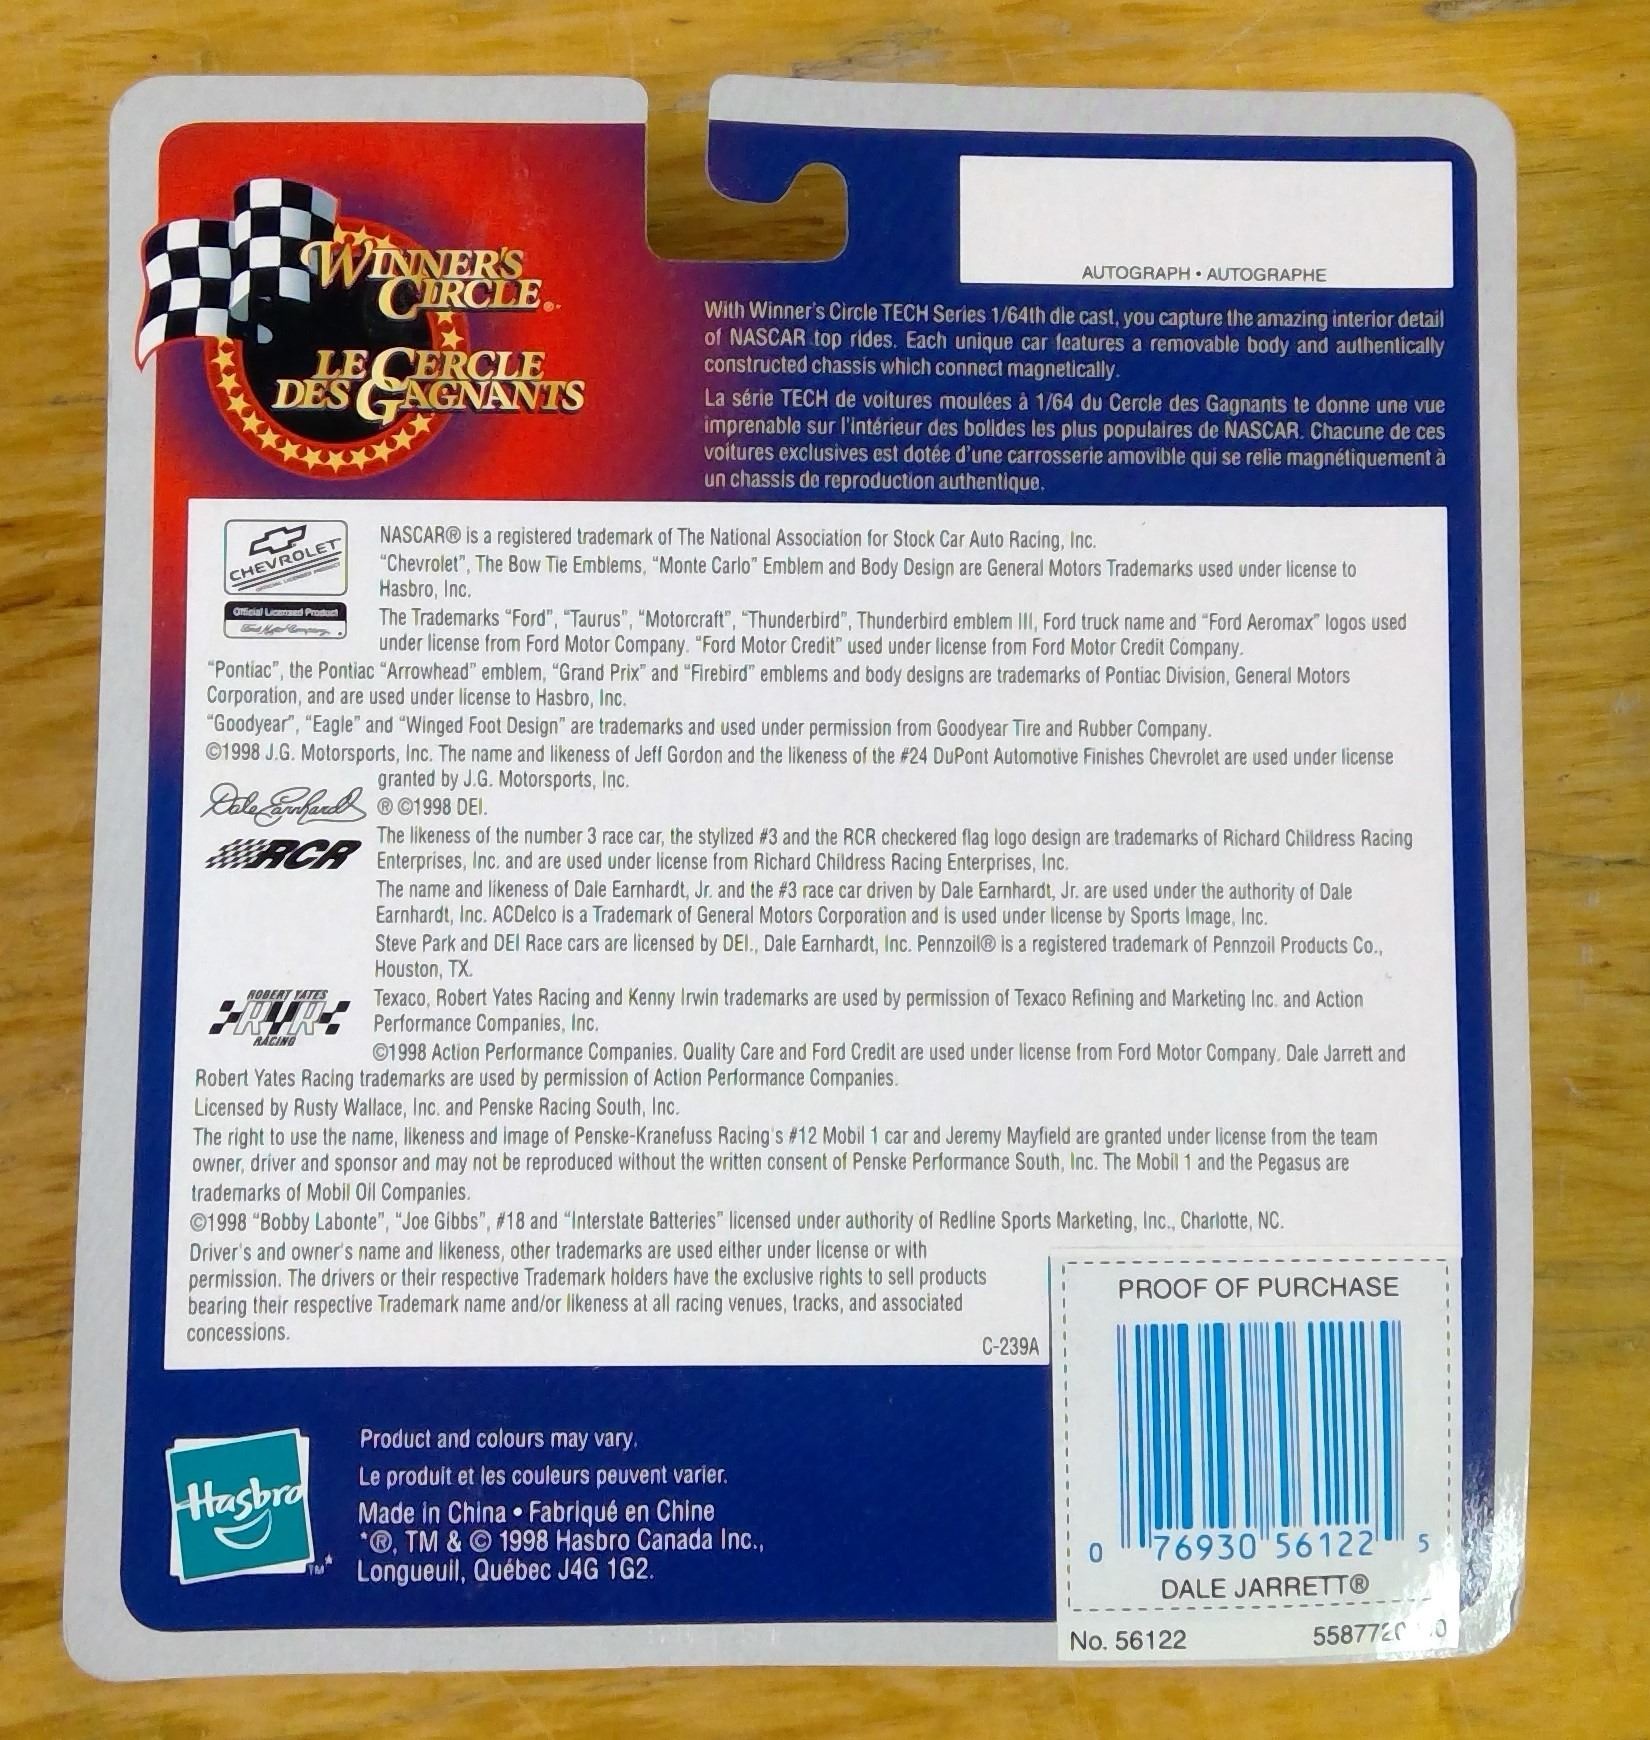 WINNER'S
CIRCLE®
LE CERCLE
DES GAGNANTS
AUTOGRAPH • AUTOGRAPHE
With Winner's Circle TECH Series 1/64th die cast, you capture the amazing interior detail
of NASCAR top rides. Each unique car features a removable body and authentically
constructed chassis which connect magnetically.
La série TECH de voitures moulées à 1/64 du Cercle des Gagnants te donne une vue
imprenable sur l'intérieur des bolides les plus populaires de NASCAR. Chacune de ces
voitures exclusives est dotée d'une carrosserie amovible qui se relie magnétiquement à
un chassis de reproduction authentique.
CHEVROLET
OFFICIAL LICENSED PRODUCT
NASCAR® is a registered trademark of The National Association for Stock Car Auto Racing, Inc.
"Chevrolet", The Bow Tie Emblems, "Monte Carlo" Emblem and Body Design are General Motors Trademarks used under license to
Hasbro, Inc.
Official Licensed Product
Ford Motor Company
The Trademarks "Ford", "Taurus", "Motorcraft", "Thunderbird", Thunderbird emblem III, Ford truck name and "Ford Aeromax" logos used
under license from Ford Motor Company. "Ford Motor Credit" used under license from Ford Motor Credit Company.
"Pontiac", the Pontiac "Arrowhead" emblem, "Grand Prix" and "Firebird" emblems and body designs are trademarks of Pontiac Division, General Motors
Corporation, and are used under license to Hasbro, Inc.
"Goodyear", "Eagle" and "Winged Foot Design" are trademarks and used under permission from Goodyear Tire and Rubber Company.
©1998 J.G. Motorsports, Inc. The name and likeness of Jeff Gordon and the likeness of the #24 DuPont Automotive Finishes Chevrolet are used under license
granted by J.G. Motorsports, Inc.
Dale Earnhardt ® ©1998 DEI.
RCR
The likeness of the number 3 race car, the stylized #3 and the RCR checkered flag logo design are trademarks of Richard Childress Racing
Enterprises, Inc. and are used under license from Richard Childress Racing Enterprises, Inc.
The name and likeness of Dale Earnhardt, Jr. and the #3 race car driven by Dale Earnhardt, Jr. are used under the authority of Dale
Earnhardt, Inc. ACDelco is a Trademark of General Motors Corporation and is used under license by Sports Image, Inc.
Steve Park and DEI Race cars are licensed by DEI., Dale Earnhardt, Inc. Pennzoil® is a registered trademark of Pennzoil Products Co.,
Houston, TX.
ROBERT YATES
RYR
RACING
Texaco, Robert Yates Racing and Kenny Irwin trademarks are used by permission of Texaco Refining and Marketing Inc. and Action
Performance Companies, Inc.
©1998 Action Performance Companies. Quality Care and Ford Credit are used under license from Ford Motor Company. Dale Jarrett and
Robert Yates Racing trademarks are used by permission of Action Performance Companies.
Licensed by Rusty Wallace, Inc. and Penske Racing South, Inc.
The right to use the name, likeness and image of Penske-Kranefuss Racing's #12 Mobil 1 car and Jeremy Mayfield are granted under license from the team
owner, driver and sponsor and may not be reproduced without the written consent of Penske Performance South, Inc. The Mobil 1 and the Pegasus are
trademarks of Mobil Oil Companies.
©1998 "Bobby Labonte", "Joe Gibbs", #18 and "Interstate Batteries" licensed under authority of Redline Sports Marketing, Inc., Charlotte, NC.
Driver's and owner's name and likeness, other trademarks are used either under license or with
permission. The drivers or their respective Trademark holders have the exclusive rights to sell products
bearing their respective Trademark name and/or likeness at all racing venues, tracks, and associated
concessions.
C-239A
Hasbro
TM*
Product and colours may vary.
Le produit et les couleurs peuvent varier.
Made in China • Fabriqué en Chine
*®, TM & © 1998 Hasbro Canada Inc.,
Longueuil, Québec J4G 1G2.
PROOF OF PURCHASE
0 76930 56122 5
DALE JARRETT®
No. 56122